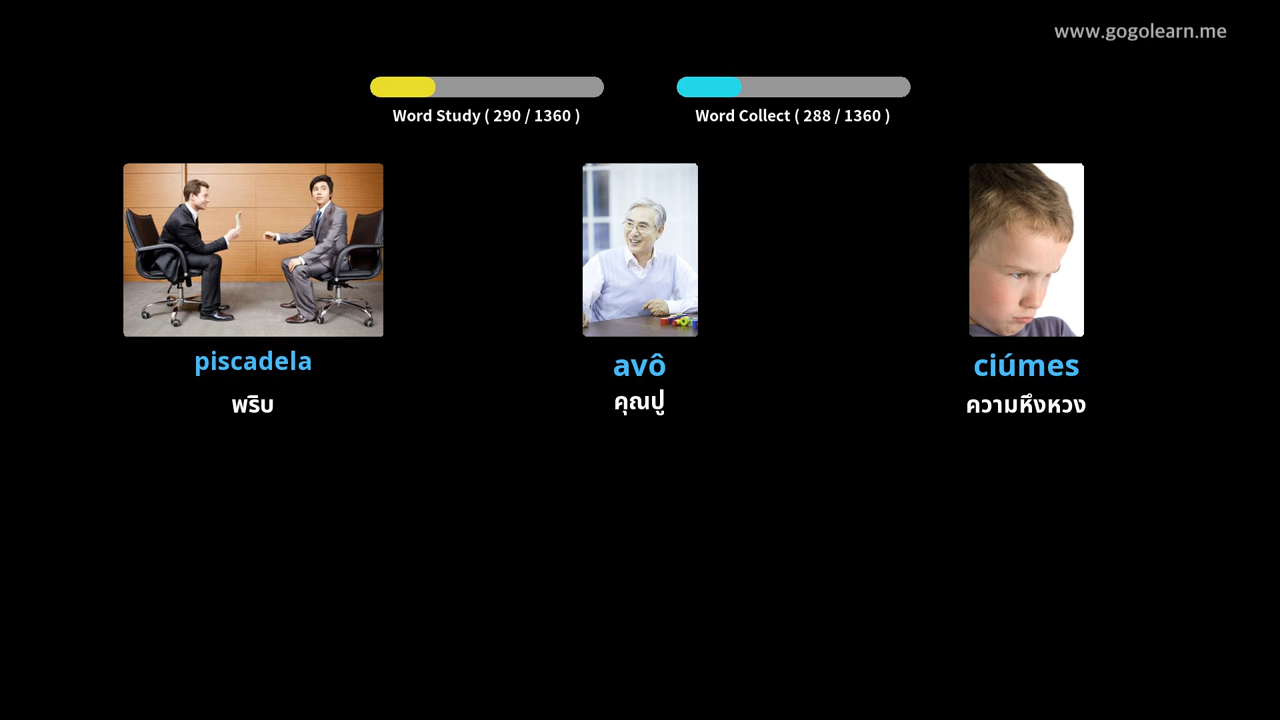 www.gogolearn.me
Word Study ( 290 / 1360 )
Word Collect ( 288 / 1360 )
piscadela
พริบ
avô
คุณปู่
ciúmes
ความหึงหวง